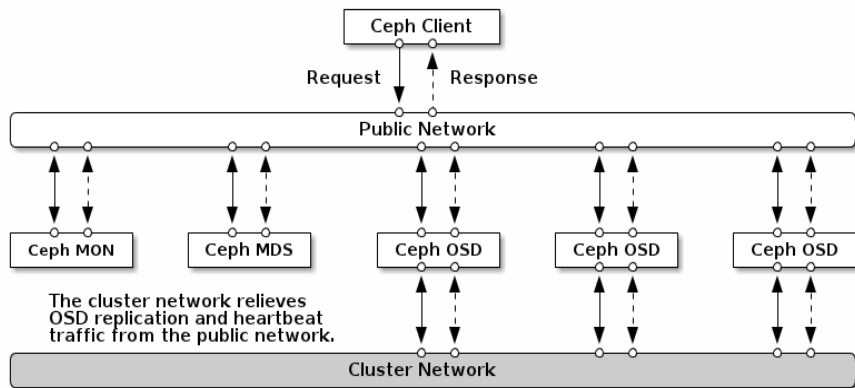 Ceph Client
Request Response
Public Network
Ceph MON Ceph MDS Ceph OSD Ceph OSD Ceph OSD
The cluster network relieves
OSD replication and heartbeat
traffic from the public network.
Cluster Network